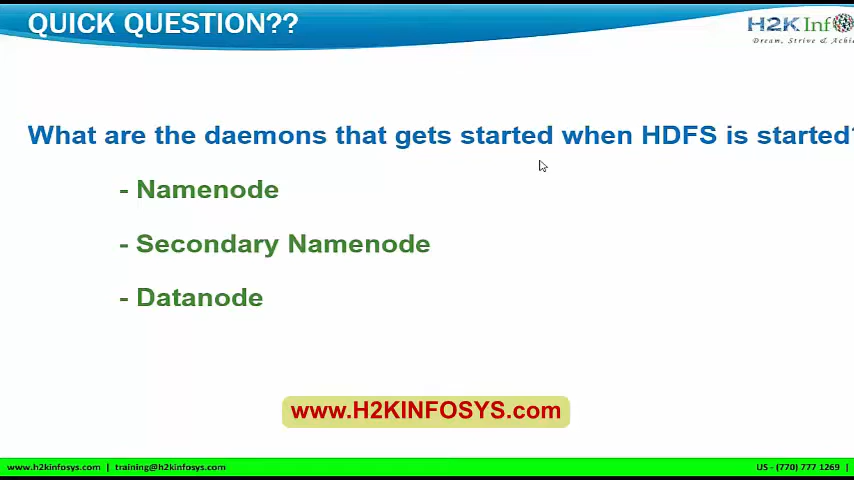 QUICK QUESTION??
H2K Inf
Dream, Strive & Achi
What are the daemons that gets started when HDFS is started?
- Namenode
- Secondary Namenode
- Datanode
www.H2KINFOSYS.com
www.h2kinfosys.com | training@h2kinfosys.com
US - (770) 777 1269 |